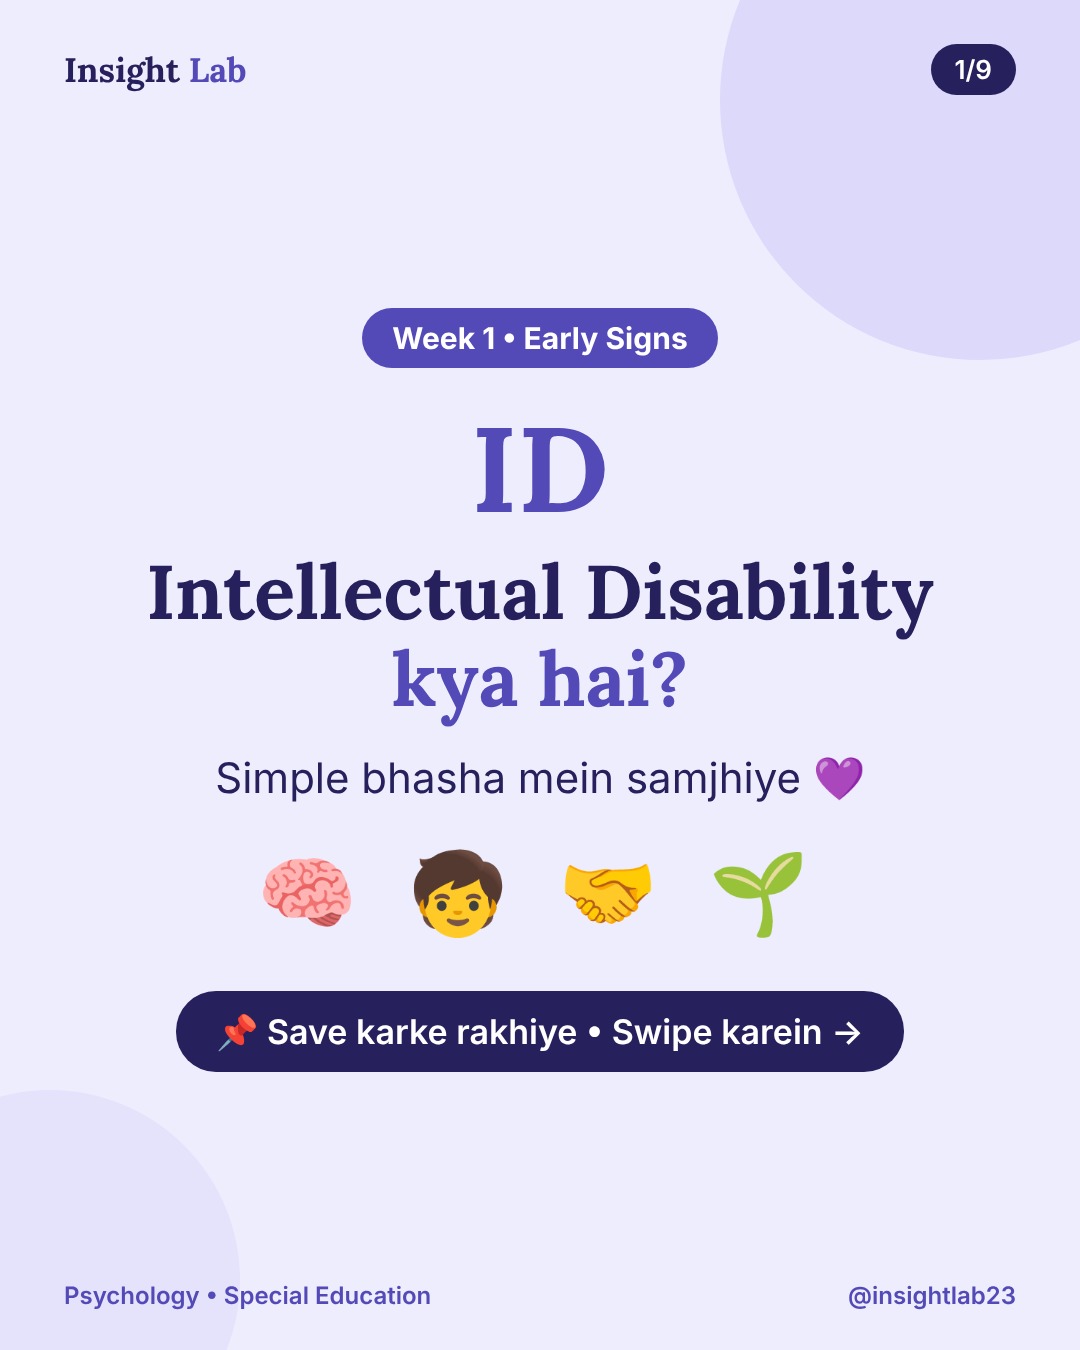 Insight Lab
1/9
Week 1 • Early Signs
ID
Intellectual Disability
kya hai?
Simple bhasha mein samjhiye 💜
📌 Save karke rakhiye • Swipe karein →
Psychology • Special Education
@insightlab23